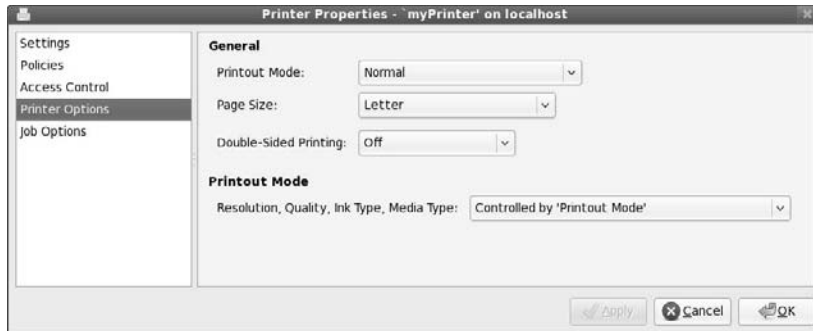 Printer Properties - `myPrinter' on localhost
Settings
Policies
Access Control
Printer Options
Job Options
General
Printout Mode: Normal
Page Size: Letter
Double-Sided Printing: Off
Printout Mode
Resolution, Quality, Ink Type, Media Type: Controlled by 'Printout Mode'
Apply Cancel OK